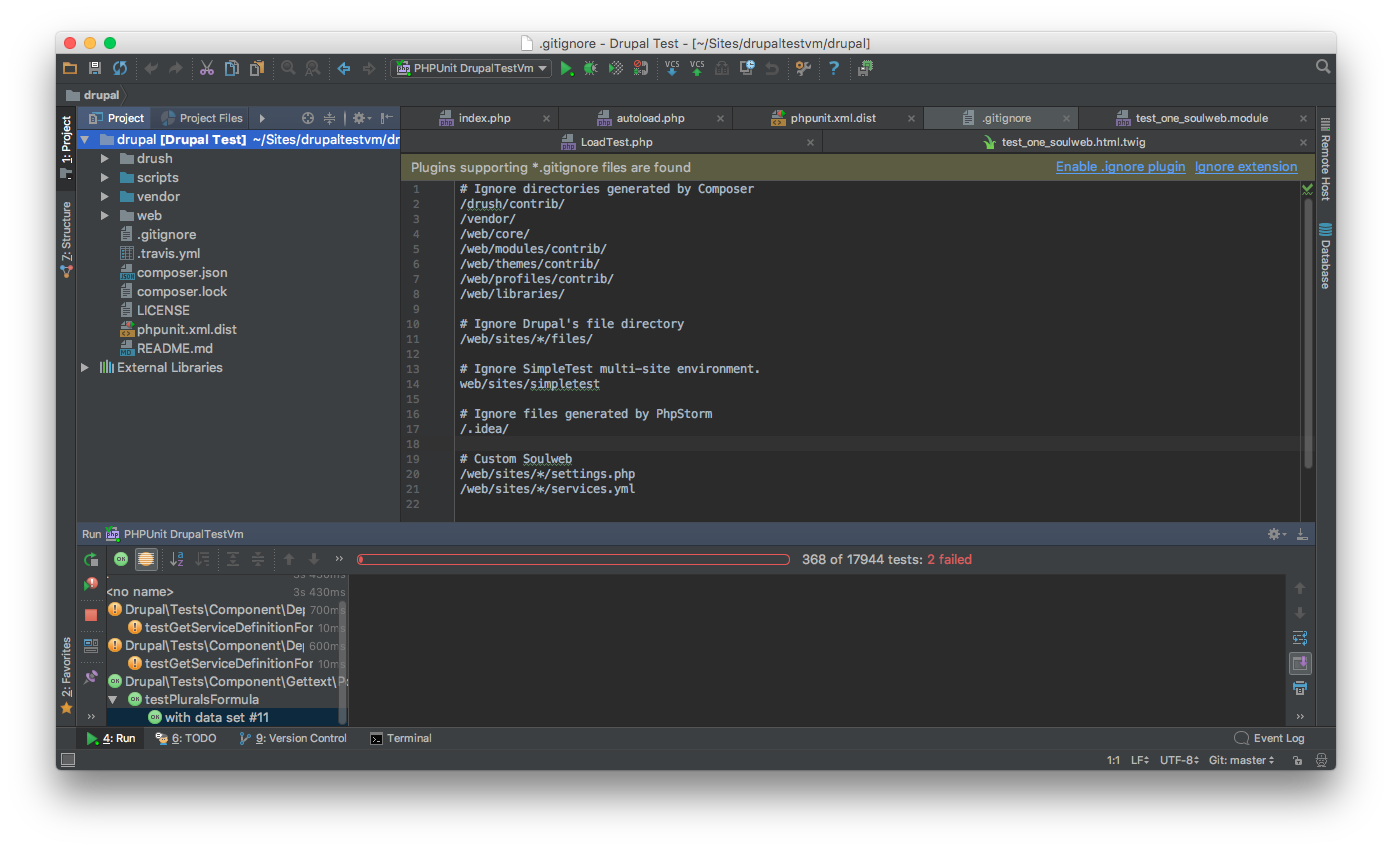 .gitignore - Drupal Test - [~/Sites/drupaltestvm/drupal]
PHPUnit DrupalTestVm
VCS VCS
drupal
1: Project
Z: Structure
2: Favorites
Project Project Files
drupal [Drupal Test] ~/Sites/drupaltestvm/dr
drush
scripts
vendor
web
.gitignore
.travis.yml
composer.json
composer.lock
LICENSE
phpunit.xml.dist
README.md
External Libraries
index.php autoload.php phpunit.xml.dist .gitignore test_one_soulweb.module
LoadTest.php test_one_soulweb.html.twig
Plugins supporting *.gitignore files are found Enable .ignore plugin Ignore extension
1 # Ignore directories generated by Composer
2 /drush/contrib/
3 /vendor/
4 /web/core/
5 /web/modules/contrib/
6 /web/themes/contrib/
7 /web/profiles/contrib/
8 /web/libraries/
9
10 # Ignore Drupal's file directory
11 /web/sites/*/files/
12
13 # Ignore SimpleTest multi-site environment.
14 web/sites/simpletest
15
16 # Ignore files generated by PhpStorm
17 /.idea/
18
19 # Custom Soulweb
20 /web/sites/*/settings.php
21 /web/sites/*/services.yml
22
Remote Host
Database
Run PHPUnit DrupalTestVm
368 of 17944 tests: 2 failed
3s 430ms
<no name> 3s 430ms
Drupal\Tests\Component\De 700ms
testGetServiceDefinitionFor 10ms
Drupal\Tests\Component\De 600ms
testGetServiceDefinitionFor 10ms
Drupal\Tests\Component\Gettext\P
testPluralsFormula
with data set #11
4: Run 6: TODO 9: Version Control Terminal Event Log
1:1 LF UTF-8 Git: master